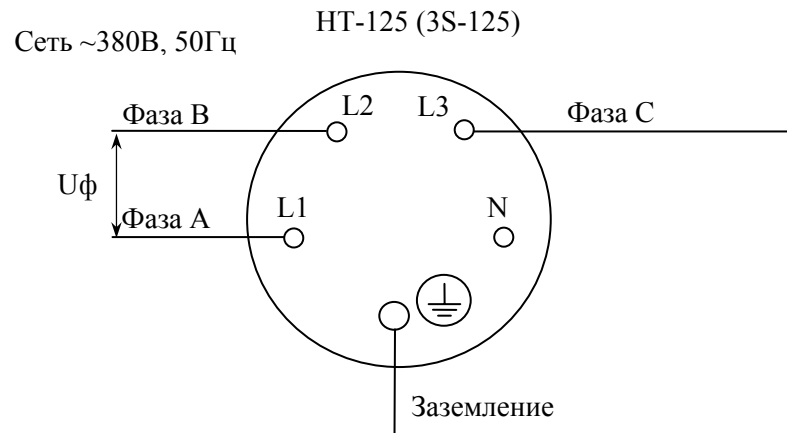 НТ-125 (3S-125)
Сеть ~380В, 50Гц
Фаза В
L2
L3
Фаза С
Uф
Фаза А
L1
N
Заземление